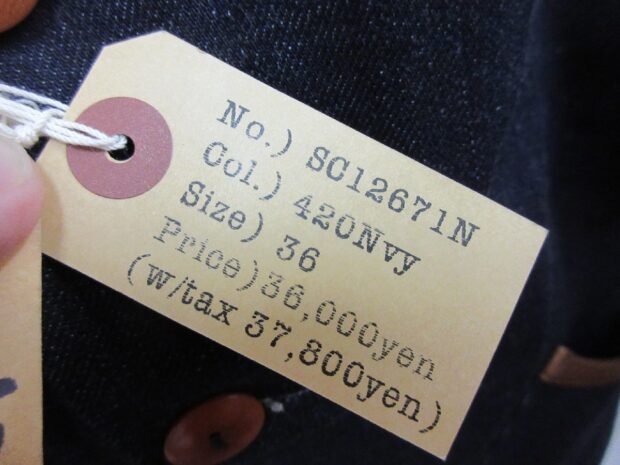 No.) SC12671N
Col.) 420Nvy
Size) 36
Price)36,000yen
(w/tax 37,800yen)